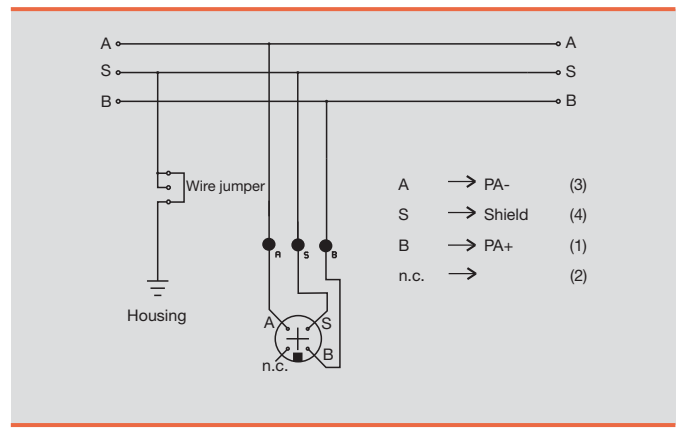 A A
S S
B B
Wire jumper
A → PA- (3)
S → Shield (4)
B → PA+ (1)
n.c. → (2)
A S B
Housing
A S
B
n.c.